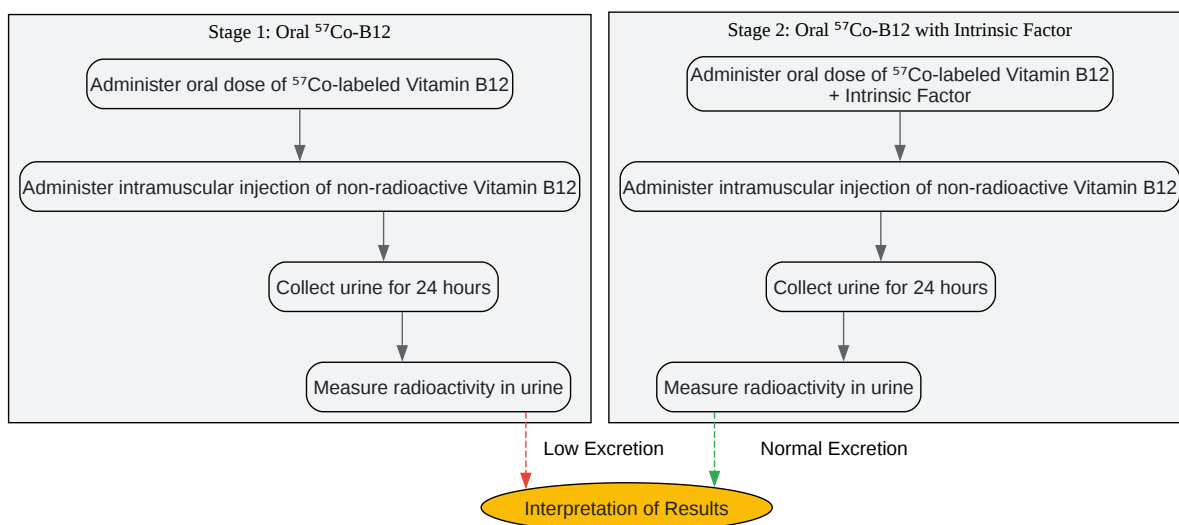 Stage 1: Oral ⁵⁷Co-B12
Administer oral dose of ⁵⁷Co-labeled Vitamin B12
Administer intramuscular injection of non-radioactive Vitamin B12
Collect urine for 24 hours
Measure radioactivity in urine
Low Excretion
Stage 2: Oral ⁵⁷Co-B12 with Intrinsic Factor
Administer oral dose of ⁵⁷Co-labeled Vitamin B12
+ Intrinsic Factor
Administer intramuscular injection of non-radioactive Vitamin B12
Collect urine for 24 hours
Measure radioactivity in urine
Normal Excretion
Interpretation of Results